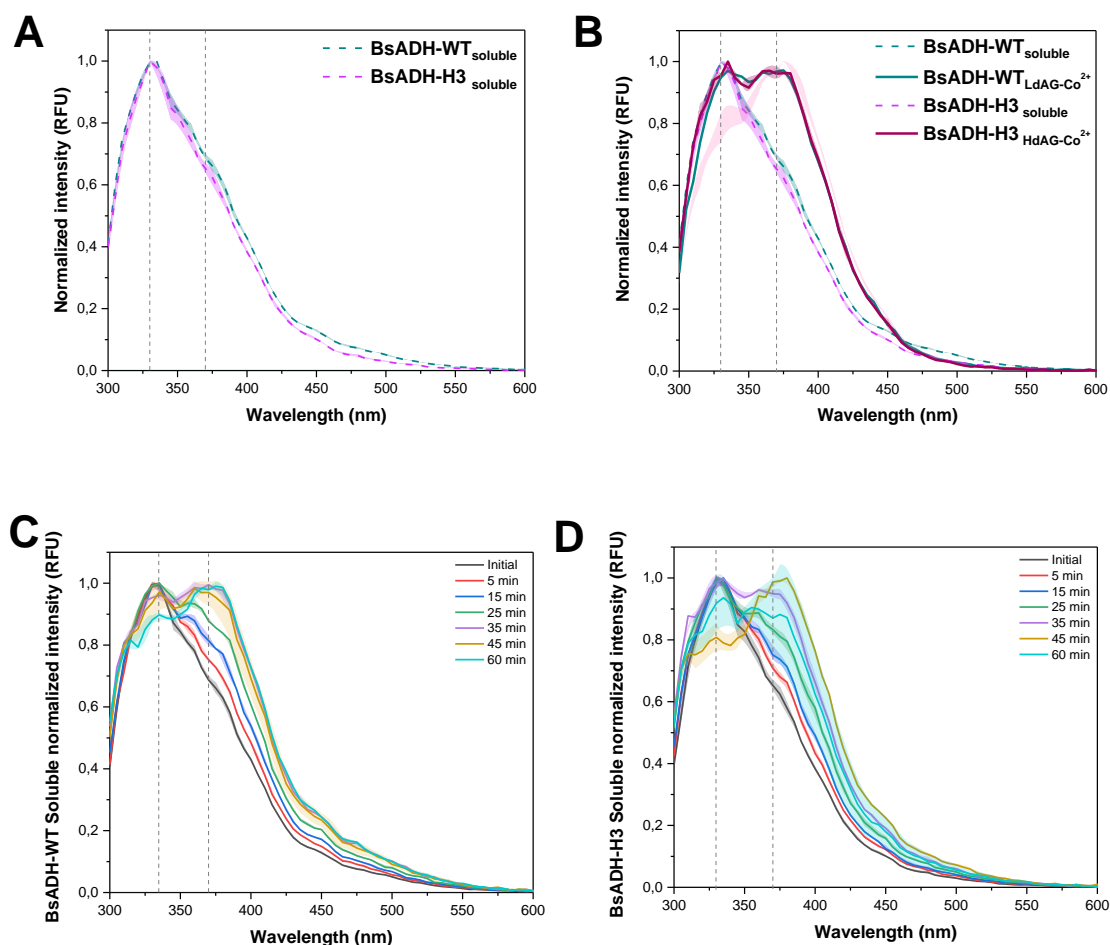 A
BsADH-WTsoluble
BsADH-H3 soluble
1,0
0,8
0,6
0,4
0,2
0,0
Normalized intensity (RFU)
300 350 400 450 500 550 600
Wavelength (nm)
B
BsADH-WTsoluble
BsADH-WTLdAG-Co2+
BsADH-H3 soluble
BsADH-H3 HdAG-Co2+
1,0
0,8
0,6
0,4
0,2
0,0
Normalized intensity (RFU)
300 350 400 450 500 550 600
Wavelength (nm)
C
Initial
5 min
15 min
25 min
35 min
45 min
60 min
1,0
0,8
0,6
0,4
0,2
0,0
BsADH-WT Soluble normalized intensity (RFU)
300 350 400 450 500 550 600
Wavelength (nm)
D
Initial
5 min
15 min
25 min
35 min
45 min
60 min
1,0
0,8
0,6
0,4
0,2
0,0
BsADH-H3 Soluble normalized intensity (RFU)
300 350 400 450 500 550 600
Wavelength (nm)